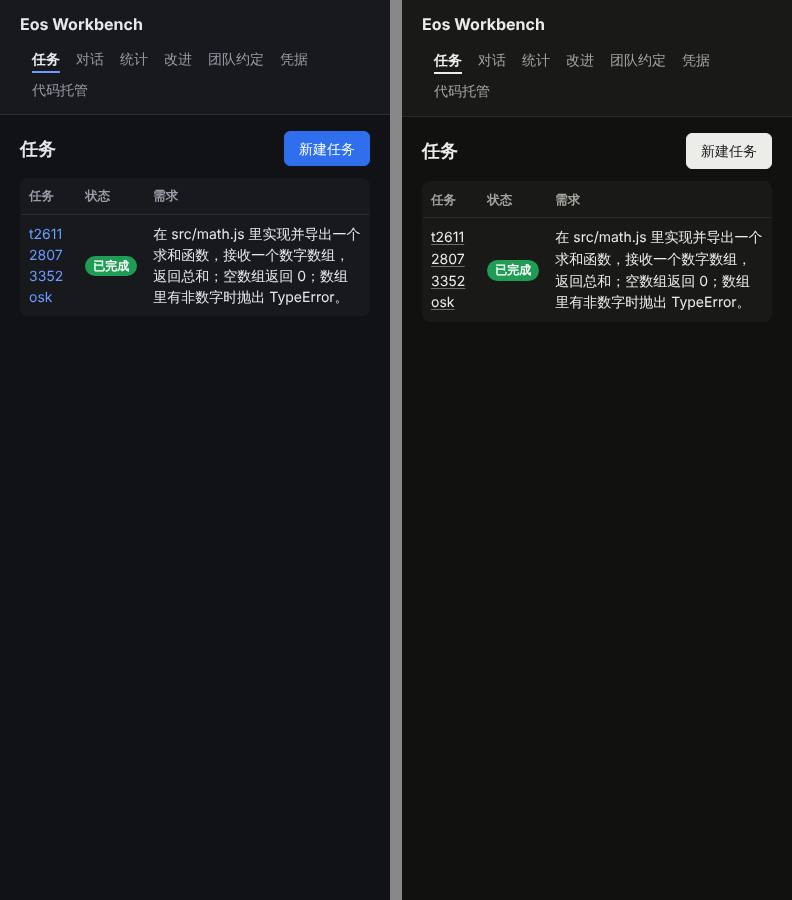 Eos Workbench
任务 对话 统计 改进 团队约定 凭据
代码托管
任务 新建任务
任务 状态 需求
t2611
2807
3352
osk
已完成
在 src/math.js 里实现并导出一个
求和函数，接收一个数字数组，
返回总和；空数组返回 0；数组
里有非数字时抛出 TypeError。
Eos Workbench
任务 对话 统计 改进 团队约定 凭据
代码托管
任务 新建任务
任务 状态 需求
t2611
2807
3352
osk
已完成
在 src/math.js 里实现并导出一个
求和函数，接收一个数字数组，
返回总和；空数组返回 0；数组
里有非数字时抛出 TypeError。